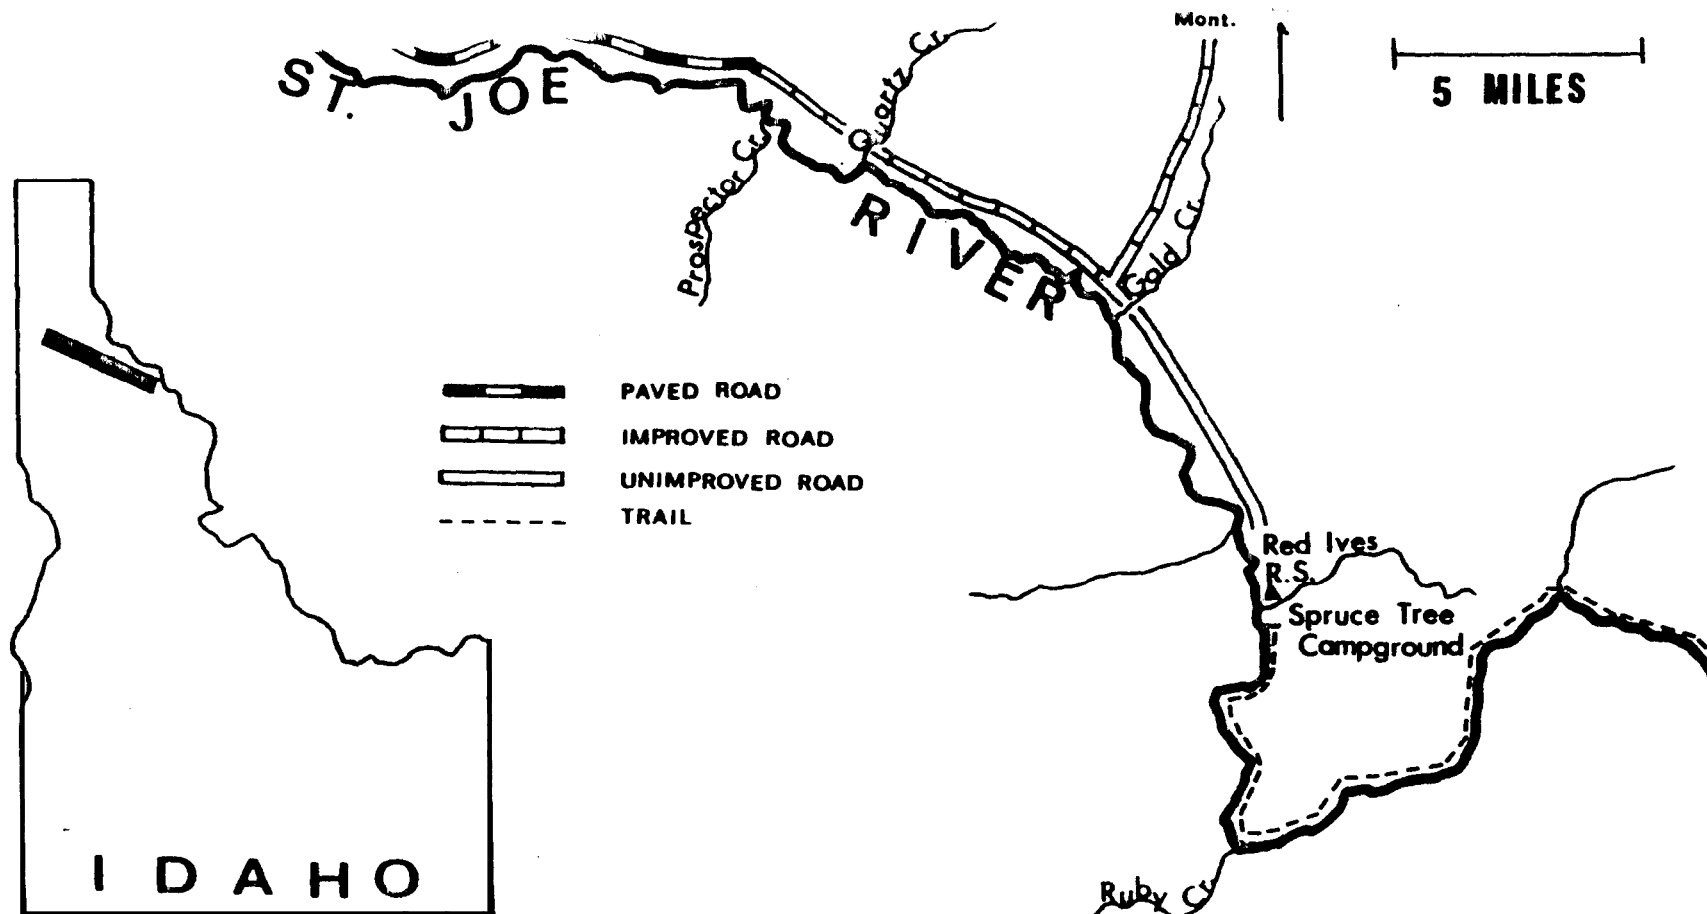 Mont.
5 MILES
ST. JOE RIVER
Quartz Cr.
Prospector Cr.
Gold Cr.
PAVED ROAD
IMPROVED ROAD
UNIMPROVED ROAD
TRAIL
Red Ives
R.S.
Spruce Tree
Campground
Ruby Cr.
IDAHO